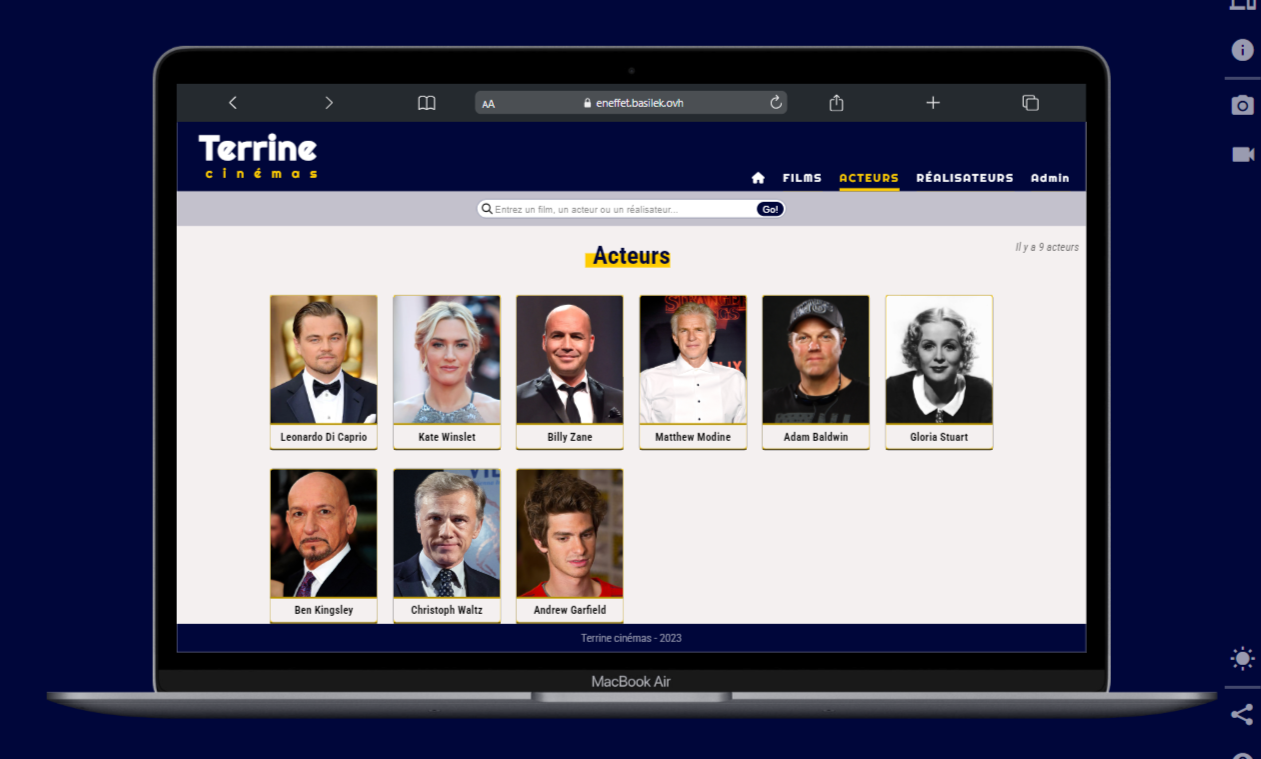 AA
eneffet.basilek.ovh
Terrine
cinémas
FILMS
ACTEURS
RÉALISATEURS
Admin
Entrez un film, un acteur ou un réalisateur...
Go!
Acteurs
Il y a 9 acteurs
Leonardo Di Caprio
Kate Winslet
Billy Zane
Matthew Modine
Adam Baldwin
Gloria Stuart
Ben Kingsley
Christoph Waltz
Andrew Garfield
Terrine cinémas - 2023
MacBook Air